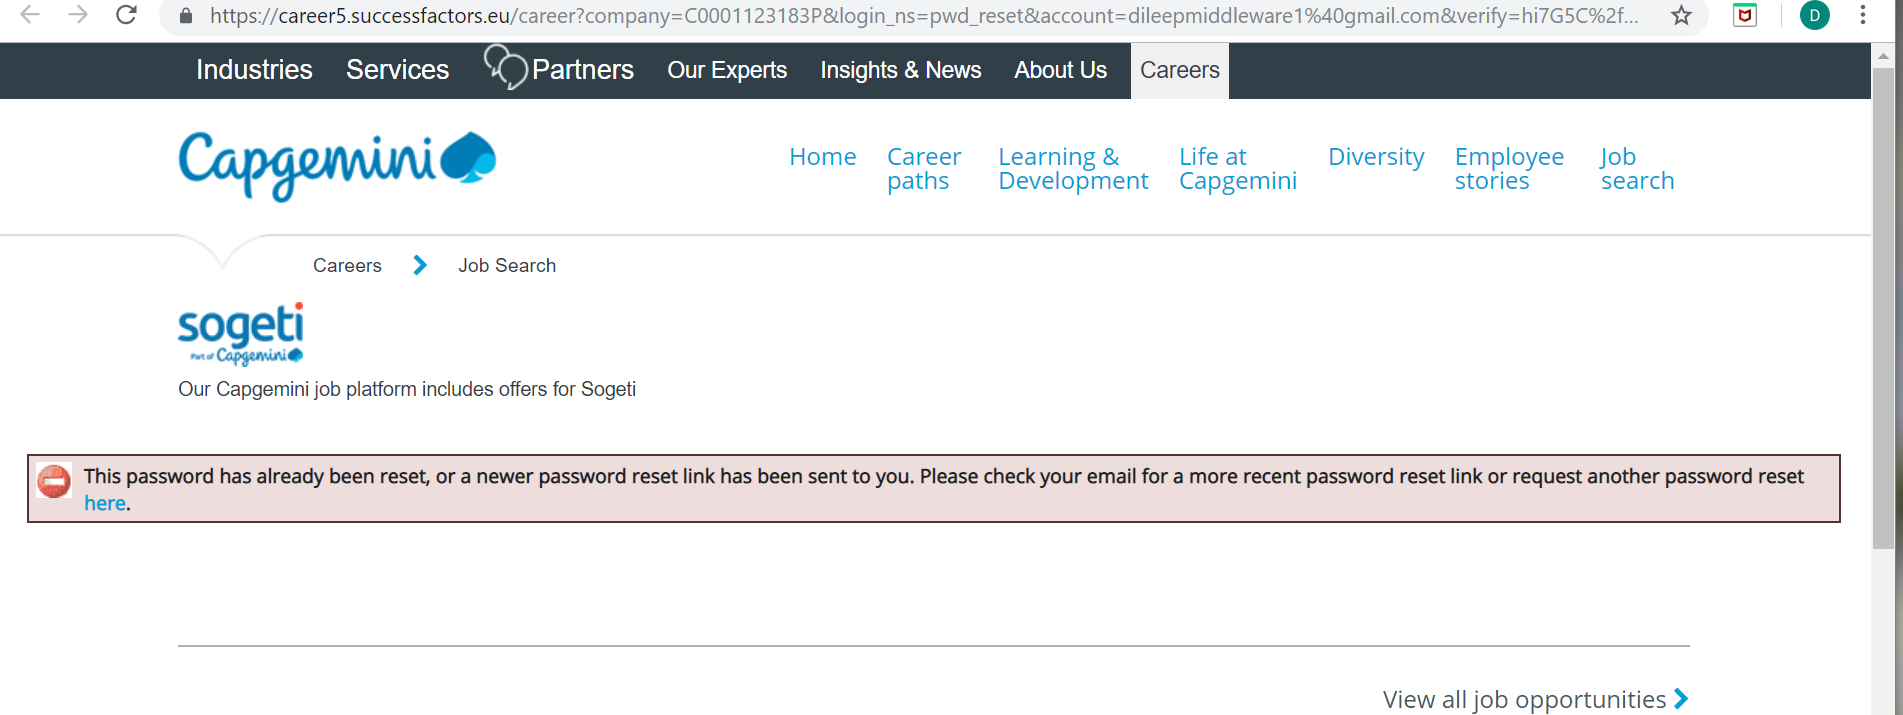 https://career5.successfactors.eu/career?company=C0001123183P&login_ns=pwd_reset&account=dileepmiddleware1%40gmail.com&verify=hi7G5C%2f...
D
Industries Services Partners Our Experts Insights & News About Us Careers
Capgemini
Home Career paths Learning & Development Life at Capgemini Diversity Employee stories Job search
Careers Job Search
sogeti
Part of Capgemini
Our Capgemini job platform includes offers for Sogeti
This password has already been reset, or a newer password reset link has been sent to you. Please check your email for a more recent password reset link or request another password reset
here.
View all job opportunities